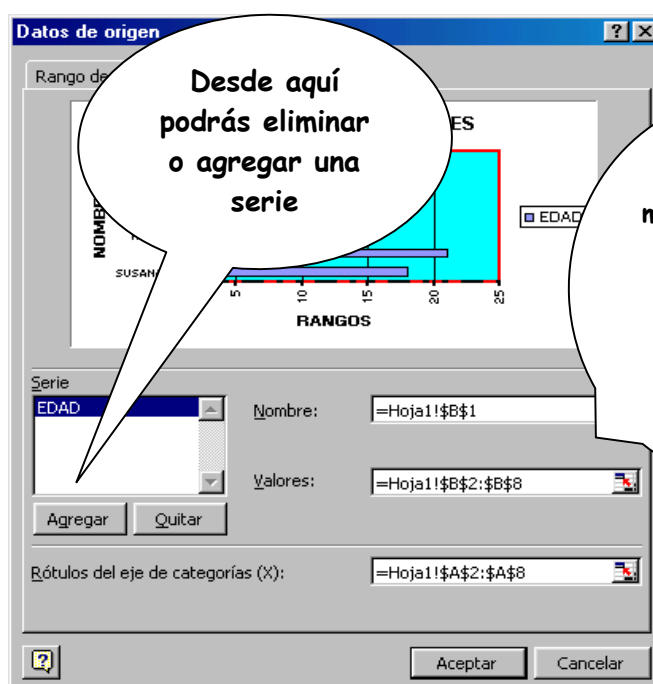 Datos de origen
Rango de
Desde aquí
podrás eliminar
o agregar una
serie
ES
NOMB
EDAD
SUSAN
5 10 15 20 25
RANGOS
Serie
EDAD
Nombre: =Hoja1!$B$1
Valores: =Hoja1!$B$2:$B$8
Agregar Quitar
Rótulos del eje de categorías (X): =Hoja1!$A$2:$A$8
Aceptar Cancelar